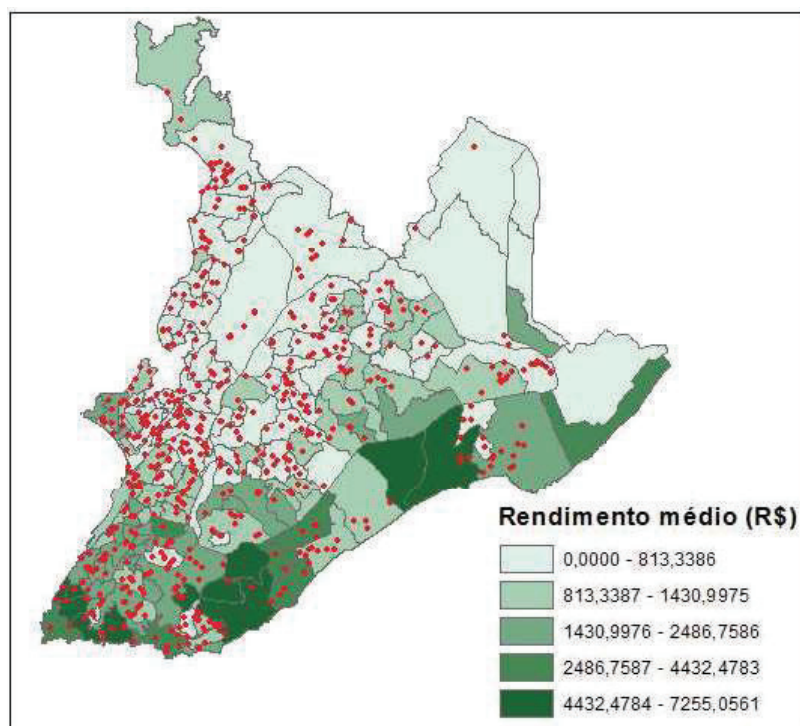 Rendimento médio (R$)
0,0000 - 813,3386
813,3387 - 1430,9975
1430,9976 - 2486,7586
2486,7587 - 4432,4783
4432,4784 - 7255,0561